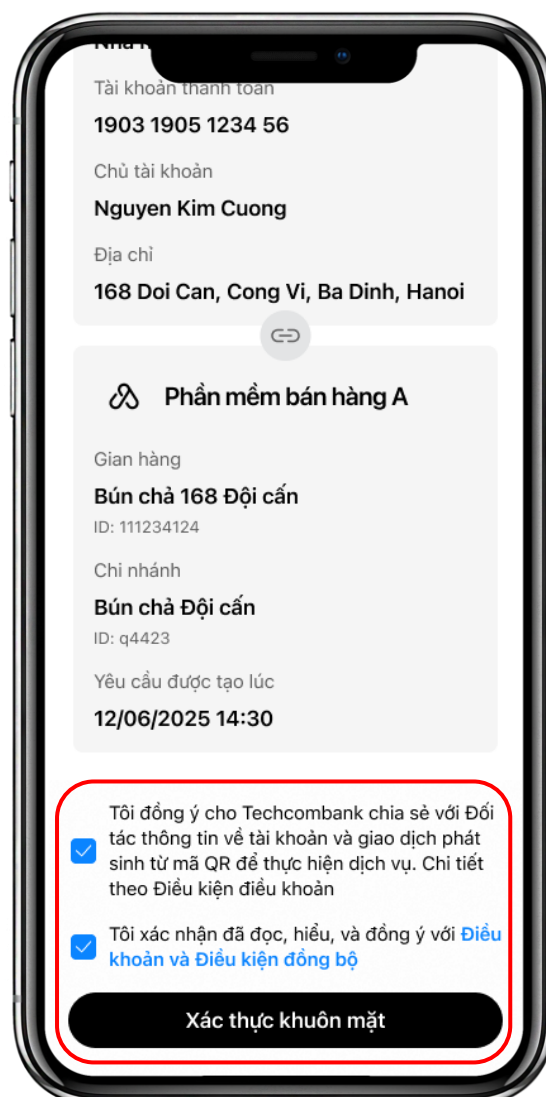 Tài khoản thanh toán
1903 1905 1234 56
Chủ tài khoản
Nguyen Kim Cuong
Địa chỉ
168 Doi Can, Cong Vi, Ba Dinh, Hanoi
Phần mềm bán hàng A
Gian hàng
Bún chả 168 Đội cấn
ID: 111234124
Chi nhánh
Bún chả Đội cấn
ID: q4423
Yêu cầu được tạo lúc
12/06/2025 14:30
Tôi đồng ý cho Techcombank chia sẻ với Đối
tác thông tin về tài khoản và giao dịch phát
sinh từ mã QR để thực hiện dịch vụ. Chi tiết
theo Điều kiện điều khoản
Tôi xác nhận đã đọc, hiểu, và đồng ý với Điều
khoản và Điều kiện đồng bộ
Xác thực khuôn mặt